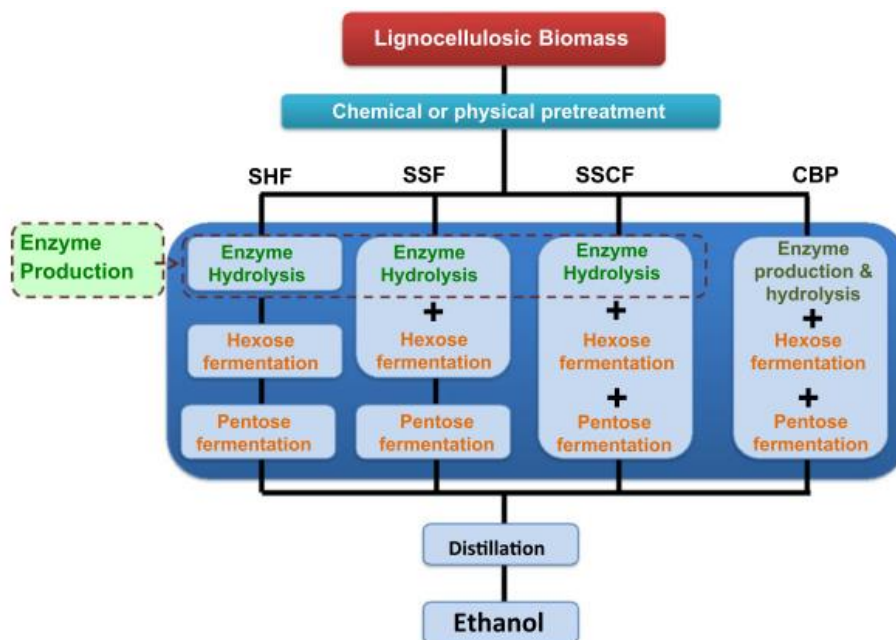 Lignocellulosic Biomass
Chemical or physical pretreatment
SHF
SSF
SSCF
CBP
Enzyme
Production
Enzyme
Hydrolysis
Hexose
fermentation
Pentose
fermentation
Enzyme
Hydrolysis
+
Hexose
fermentation
Pentose
fermentation
Enzyme
Hydrolysis
+
Hexose
fermentation
+
Pentose
fermentation
Enzyme
production &
hydrolysis
+
Hexose
fermentation
+
Pentose
fermentation
Distillation
Ethanol